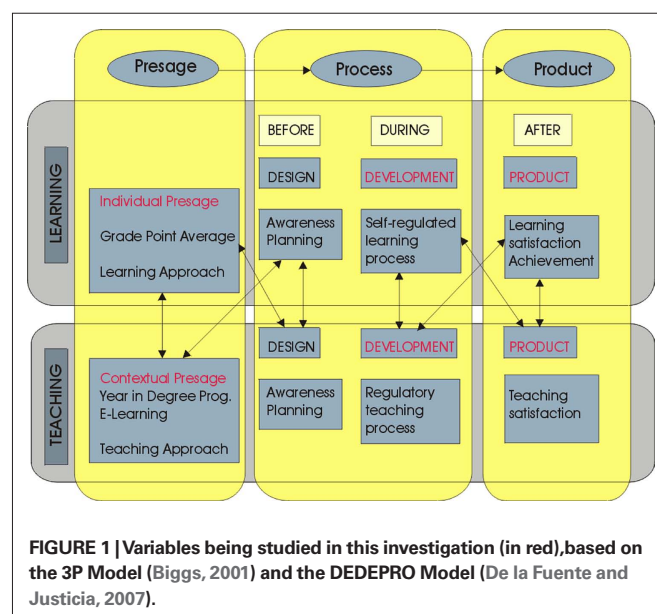 Presage
Process
Product
BEFORE
DURING
AFTER
LEARNING
DESIGN
DEVELOPMENT
PRODUCT
Individual Presage
Grade Point Average
Learning Approach
Awareness
Planning
Self-regulated
learning
process
Learning
satisfaction
Achievement
TEACHING
DESIGN
DEVELOPMENT
PRODUCT
Contextual Presage
Year in Degree Prog.
E-Learning
Teaching Approach
Awareness
Planning
Regulatory
teaching
process
Teaching
satisfaction
FIGURE 1 | Variables being studied in this investigation (in red),based on
the 3P Model (Biggs, 2001) and the DEDEPRO Model (De la Fuente and
Justicia, 2007).